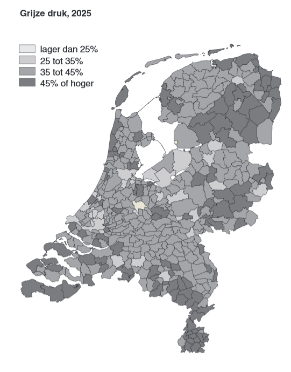 Grijze druk, 2025
lager dan 25%
25 tot 35%
35 tot 45%
45% of hoger